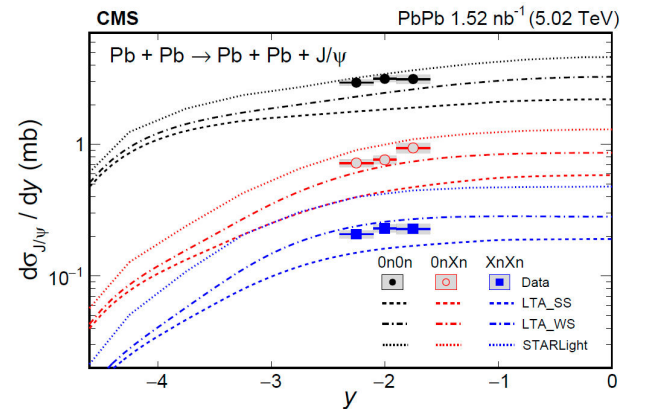 CMS PbPb 1.52 nb⁻¹ (5.02 TeV)
Pb + Pb → Pb + Pb + J/ψ
dσ_J/ψ / dy (mb)
1
10⁻¹
0n0n 0nXn XnXn
Data
LTA_SS
LTA_WS
STARLight
−4 −3 −2 −1 0
y